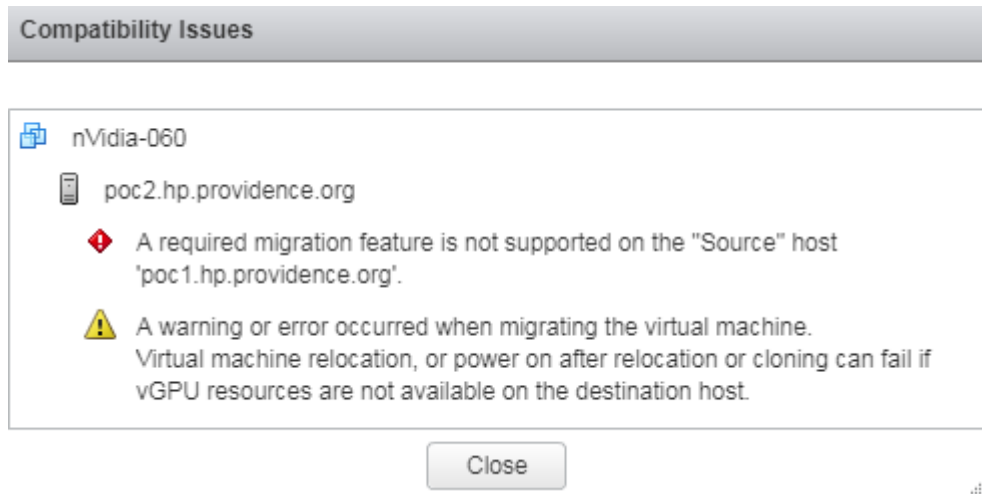 Compatibility Issues
nVidia-060
poc2.hp.providence.org
A required migration feature is not supported on the "Source" host
'poc1.hp.providence.org'.
A warning or error occurred when migrating the virtual machine.
Virtual machine relocation, or power on after relocation or cloning can fail if
vGPU resources are not available on the destination host.
Close